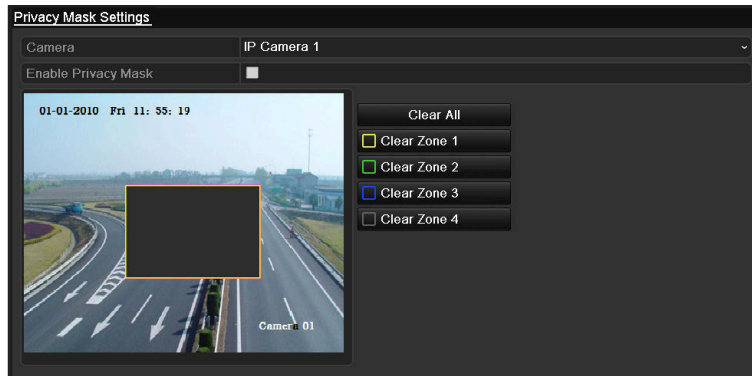 Privacy Mask Settings
Camera
IP Camera 1
Enable Privacy Mask
01-01-2010 Fri 11: 55: 19
Camera 01
Clear All
Clear Zone 1
Clear Zone 2
Clear Zone 3
Clear Zone 4